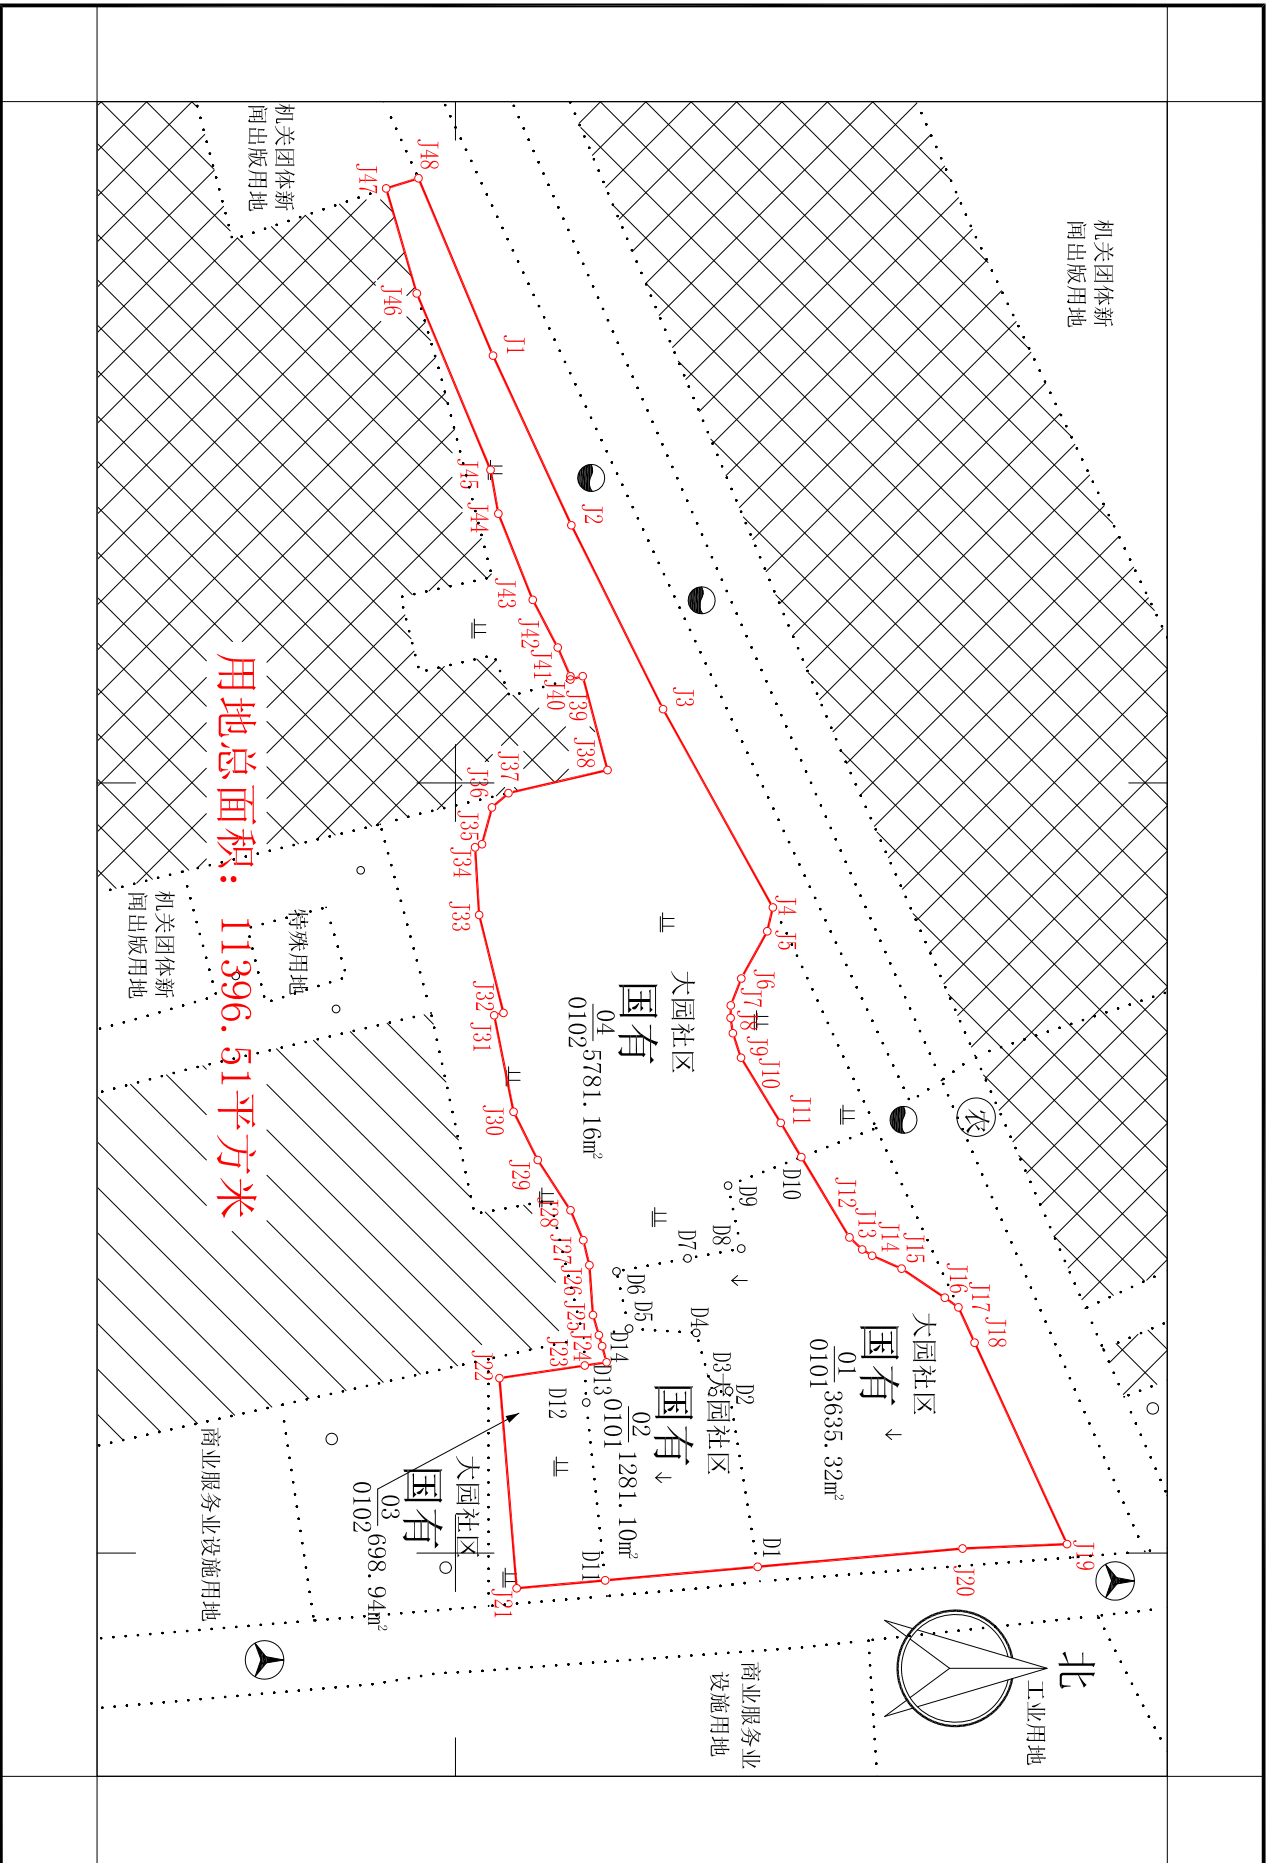 机关团体新
闻出版用地
机关团体新
闻出版用地
北
工业用地
J48
J47
J46
J1
J2
J3
J45
J44
J43
J42
J41
J40
J39
J38
J37
J36
J35
J34
J33
J32
J31
J30
J29
J28
J27
J26
J25
J24
J23
J22
J21
J4
J5
J6
J7
J8
J9
J10
J11
J12
J13
J14
J15
J16
J17
J18
J19
J20
D10
D9
D8
D7
D6
D5
D4
D3
D2
D1
D14
D13
D12
D11
农
大园社区
国有
04
0102
5781.16m²
大园社区
国有
01
0101
3635.32m²
大园社区
国有
02
0101
1281.10m²
大园社区
国有
03
0102
698.94m²
特殊用地
机关团体新
闻出版用地
商业服务业设施用地
商业服务业
设施用地
用地总面积：11396.51平方米